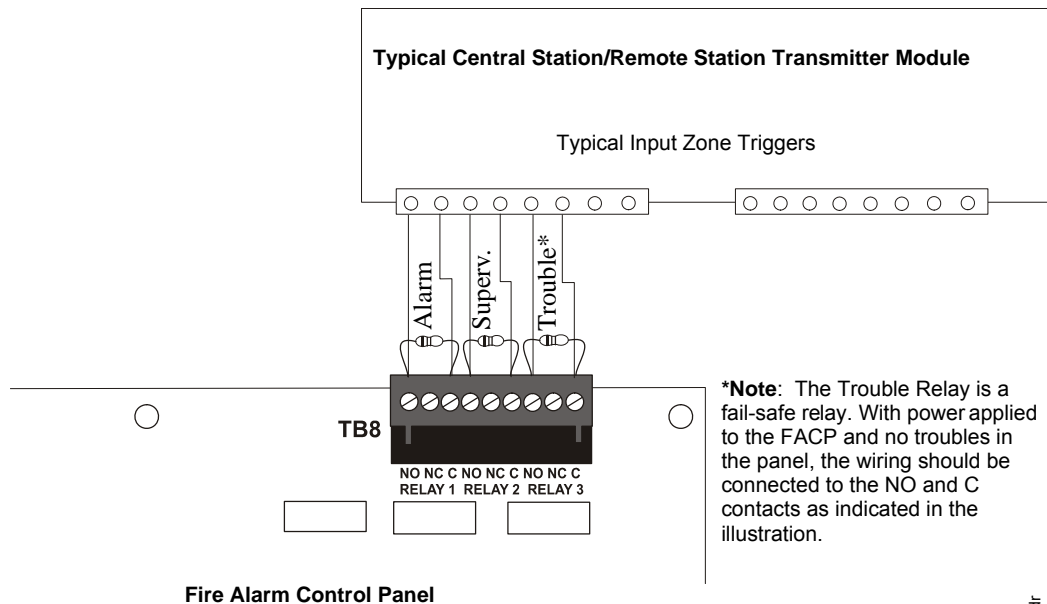 Typical Central Station/Remote Station Transmitter Module
Typical Input Zone Triggers
Alarm
Superv.
Trouble*
TB8
NO NC C NO NC C NO NC C
RELAY 1 RELAY 2 RELAY 3
*Note: The Trouble Relay is a
fail-safe relay. With power applied
to the FACP and no troubles in
the panel, the wiring should be
connected to the NO and C
contacts as indicated in the
illustration.
Fire Alarm Control Panel